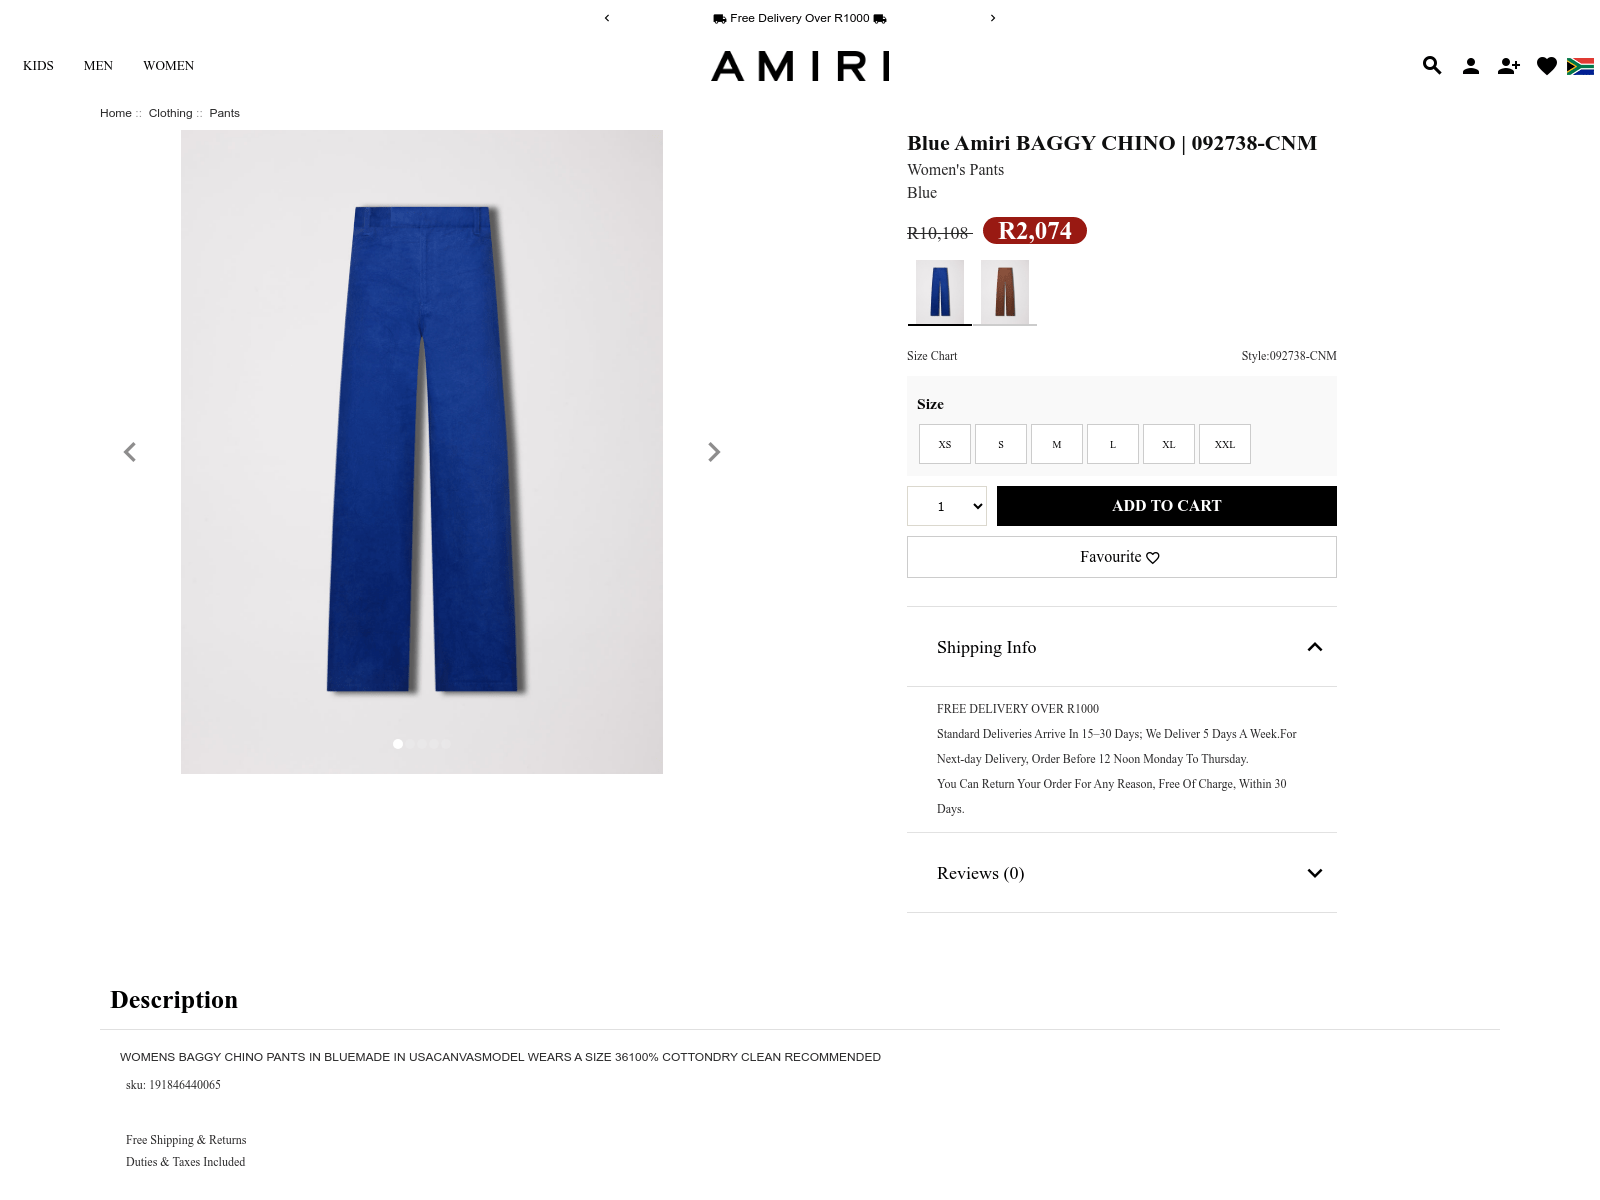 Free Delivery Over R1000
KIDS
MEN
WOMEN
AMIRI
Home :: Clothing :: Pants
Blue Amiri BAGGY CHINO | 092738-CNM
Women's Pants
Blue
R10,108 R2,074
Size Chart
Style:092738-CNM
Size
XS
S
M
L
XL
XXL
1
ADD TO CART
Favourite
Shipping Info
FREE DELIVERY OVER R1000
Standard Deliveries Arrive In 15–30 Days; We Deliver 5 Days A Week.For
Next-day Delivery, Order Before 12 Noon Monday To Thursday.
You Can Return Your Order For Any Reason, Free Of Charge, Within 30
Days.
Reviews (0)
Description
WOMENS BAGGY CHINO PANTS IN BLUEMADE IN USACANVASMODEL WEARS A SIZE 36100% COTTONDRY CLEAN RECOMMENDED
sku: 191846440065
Free Shipping & Returns
Duties & Taxes Included